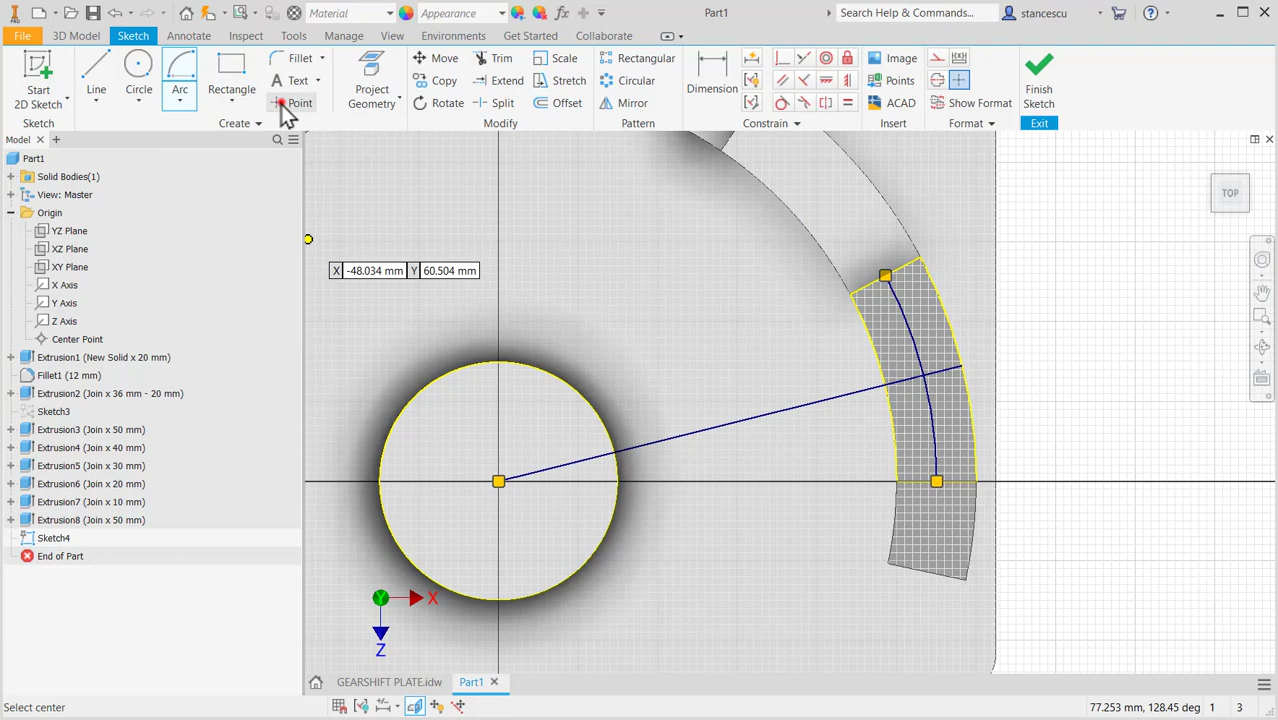 Material
Appearance
Part1
Search Help & Commands...
stancescu
PRO
File
3D Model
Sketch
Annotate
Inspect
Tools
Manage
View
Environments
Get Started
Collaborate
Start
2D Sketch
Line
Circle
Arc
Rectangle
Fillet
Text
Point
Project
Geometry
Move
Copy
Rotate
Trim
Extend
Split
Scale
Stretch
Offset
Rectangular
Circular
Mirror
Dimension
Image
Points
ACAD
Show Format
Finish
Sketch
Sketch
Create
Modify
Pattern
Constrain
Insert
Format
Exit
Model
Part1
Solid Bodies(1)
View: Master
Origin
YZ Plane
XZ Plane
XY Plane
X Axis
Y Axis
Z Axis
Center Point
Extrusion1 (New Solid x 20 mm)
Fillet1 (12 mm)
Extrusion2 (Join x 36 mm - 20 mm)
Sketch3
Extrusion3 (Join x 50 mm)
Extrusion4 (Join x 40 mm)
Extrusion5 (Join x 30 mm)
Extrusion6 (Join x 20 mm)
Extrusion7 (Join x 10 mm)
Extrusion8 (Join x 50 mm)
Sketch4
End of Part
X -48.034 mm Y 60.504 mm
TOP
Y X
Z
GEARSHIFT PLATE.idw
Part1
Select center
77.253 mm, 128.45 deg 1 3